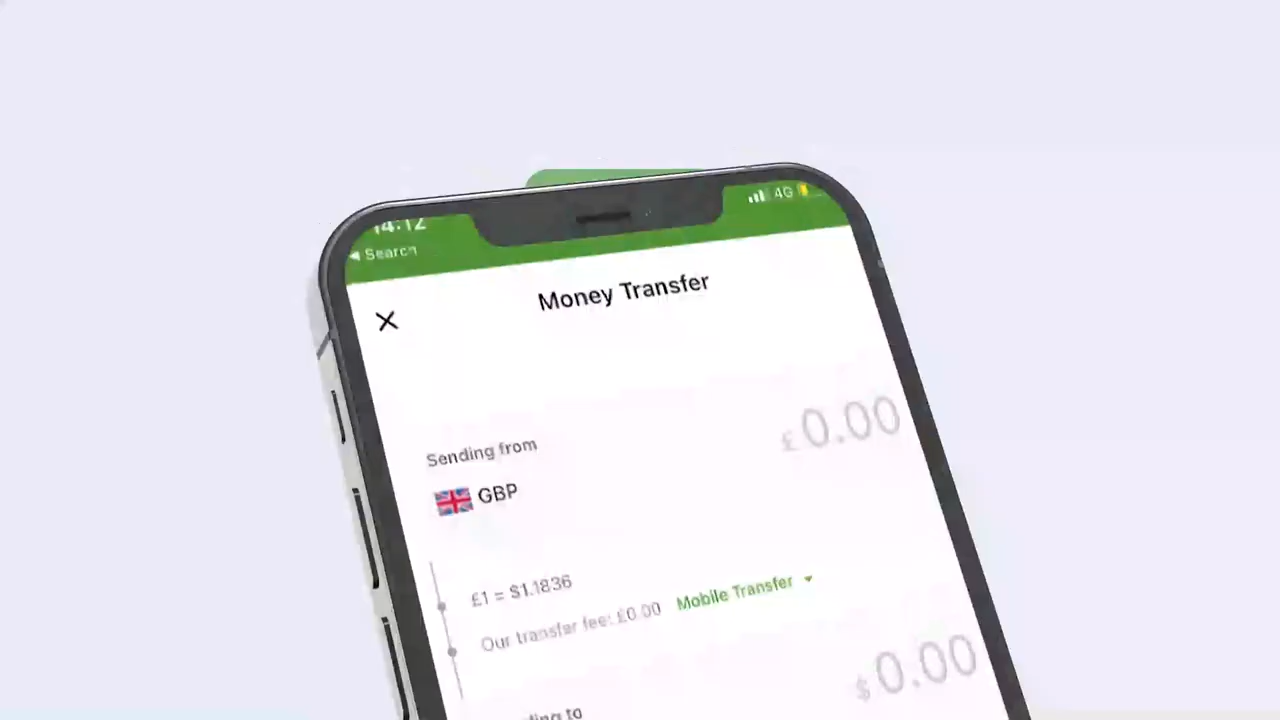 14:12
4G
◀ Search
Money Transfer
£0.00
Sending from
GBP
£1 = $1.1836
Our transfer fee: £0.00 Mobile Transfer
$0.00
to